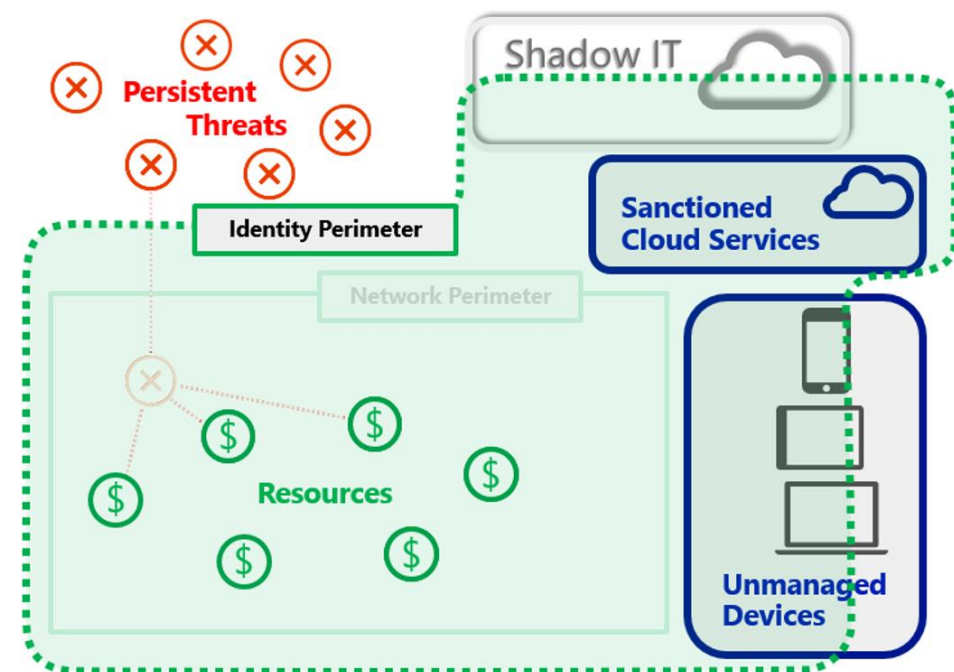 Shadow IT
Persistent
Threats
Sanctioned
Cloud Services
Identity Perimeter
Network Perimeter
$
$
$
$
Resources
$
$
Unmanaged
Devices